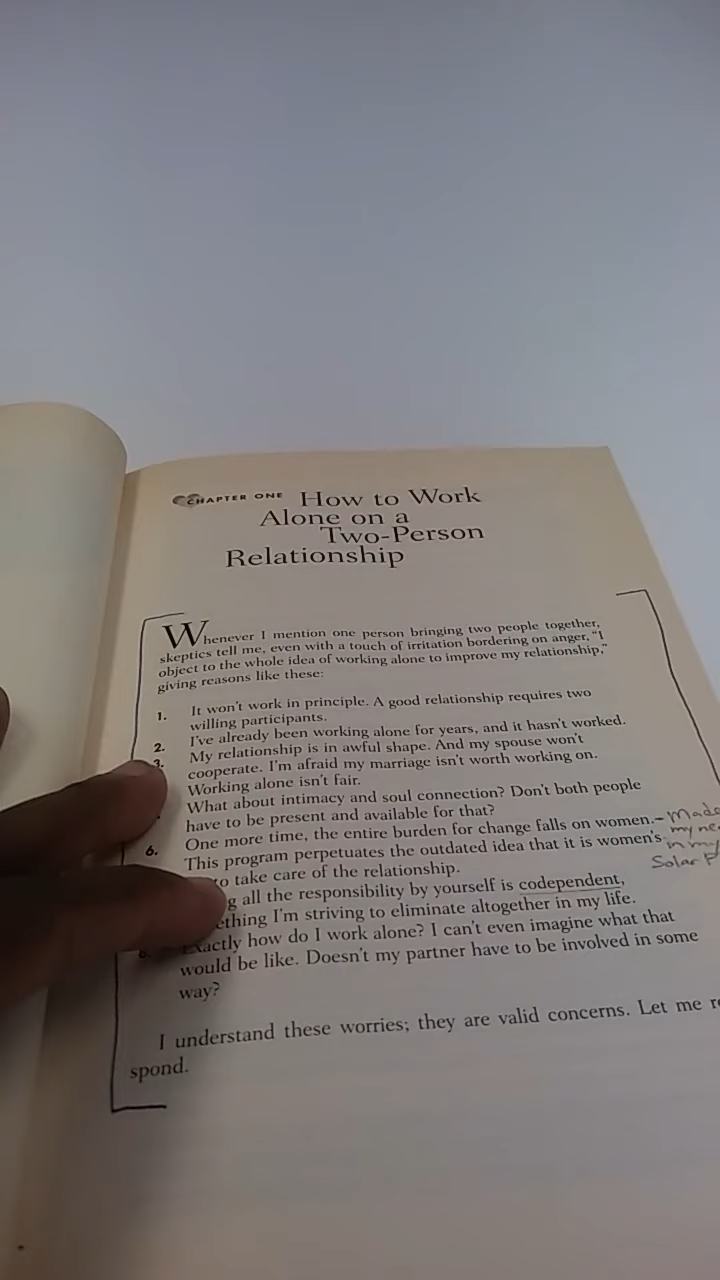 CHAPTER ONE How to Work
Alone on a
Two-Person
Relationship
Whenever I mention one person bringing two people together,
skeptics tell me, even with a touch of irritation bordering on anger, "I
object to the whole idea of working alone to improve my relationship,"
giving reasons like these:
1. It won't work in principle. A good relationship requires two
willing participants.
2. I've already been working alone for years, and it hasn't worked.
3. My relationship is in awful shape. And my spouse won't
cooperate. I'm afraid my marriage isn't worth working on.
Working alone isn't fair.
What about intimacy and soul connection? Don't both people
have to be present and available for that?
6. One more time, the entire burden for change falls on women. – Made
This program perpetuates the outdated idea that it is women's my
to take care of the relationship. in my
Solar
all the responsibility by yourself is codependent,
I'm striving to eliminate altogether in my life.
8. Exactly how do I work alone? I can't even imagine what that
would be like. Doesn't my partner have to be involved in some
way?
I understand these worries; they are valid concerns. Let me re
spond.